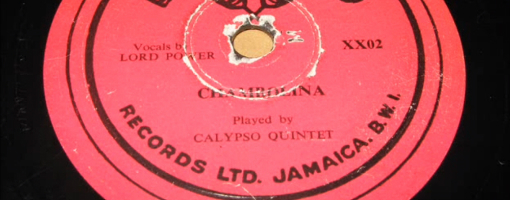 Vocals by
LORD POWER
XX02
CHAMBOLINA
Played by
CALYPSO QUINTET
RECORDS LTD. JAMAICA. B.W.I.